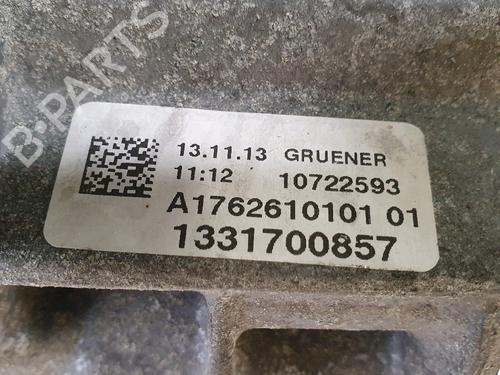 B-PARTS
13.11.13 GRUENER
11:12 10722593
A1762610101 01
1331700857